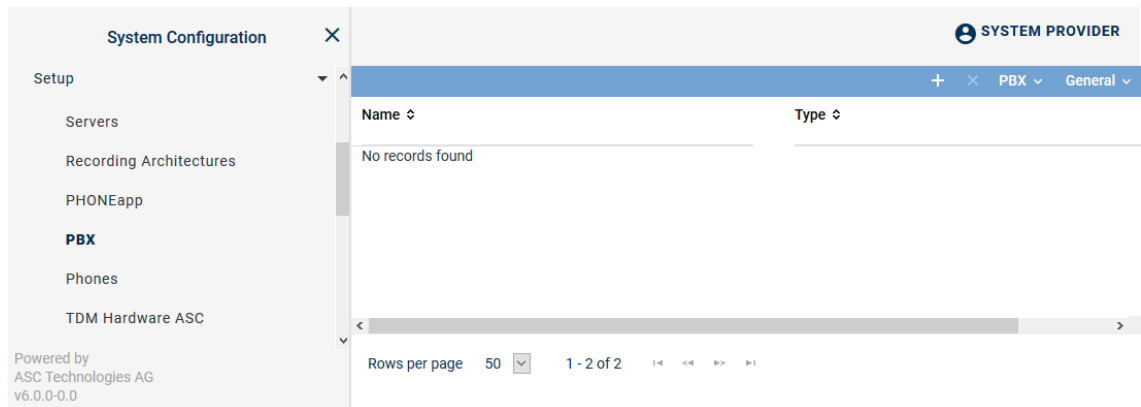 System Configuration
SYSTEM PROVIDER
Setup
PBX
General
Name
Type
No records found
Servers
Recording Architectures
PHONEapp
PBX
Phones
TDM Hardware ASC
Powered by
ASC Technologies AG
v6.0.0-0.0
Rows per page 50 1 - 2 of 2